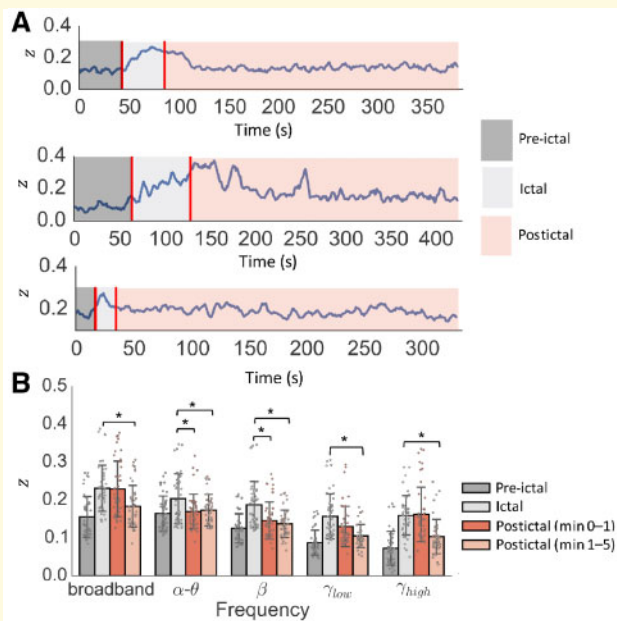 A
z
0.4
0.2
0.0
0 50 100 150 200 250 300 350
Time (s)
z
0.4
0.2
0.0
0 50 100 150 200 250 300 350 400
Time (s)
z
0.2
0 50 100 150 200 250 300
Time (s)
Pre-ictal
Ictal
Postictal
B
z
0.5
0.4
0.3
0.2
0.1
0.0
* * * * * * *
broadband α-θ β γlow γhigh
Frequency
Pre-ictal
Ictal
Postictal (min 0–1)
Postictal (min 1–5)